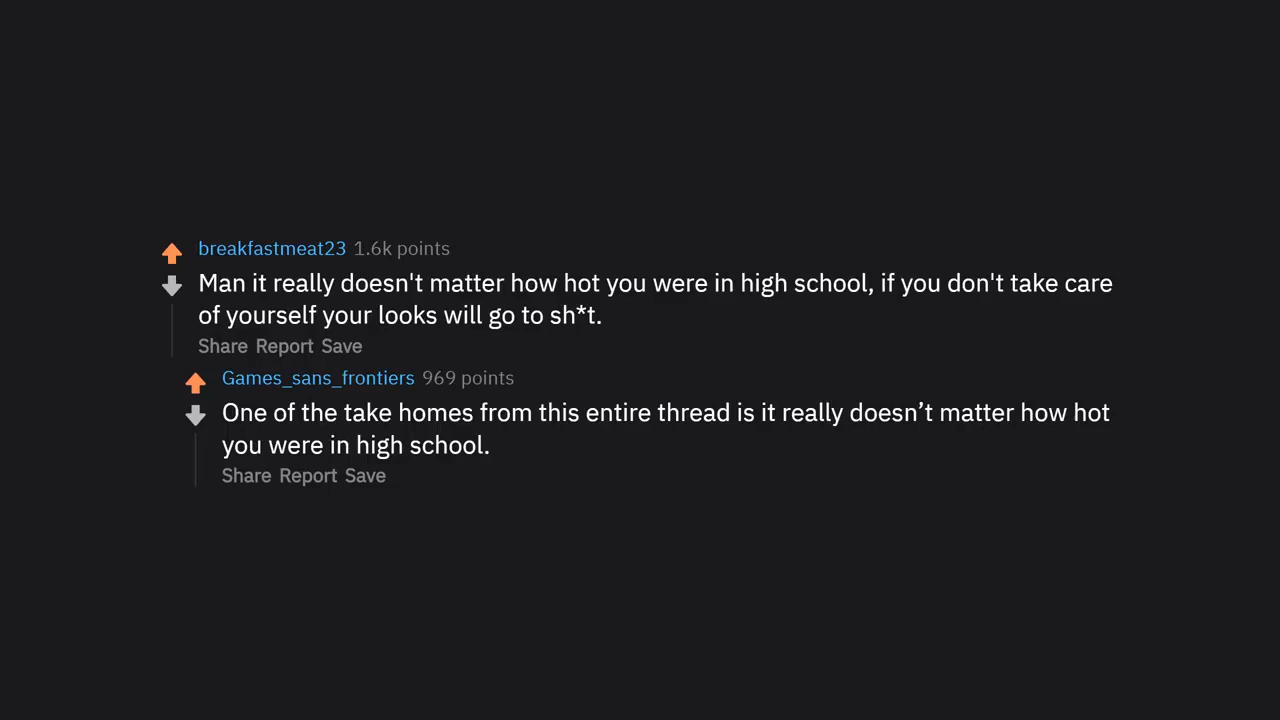 breakfastmeat23 1.6k points
Man it really doesn't matter how hot you were in high school, if you don't take care
of yourself your looks will go to sh*t.
Share Report Save
Games_sans_frontiers 969 points
One of the take homes from this entire thread is it really doesn’t matter how hot
you were in high school.
Share Report Save